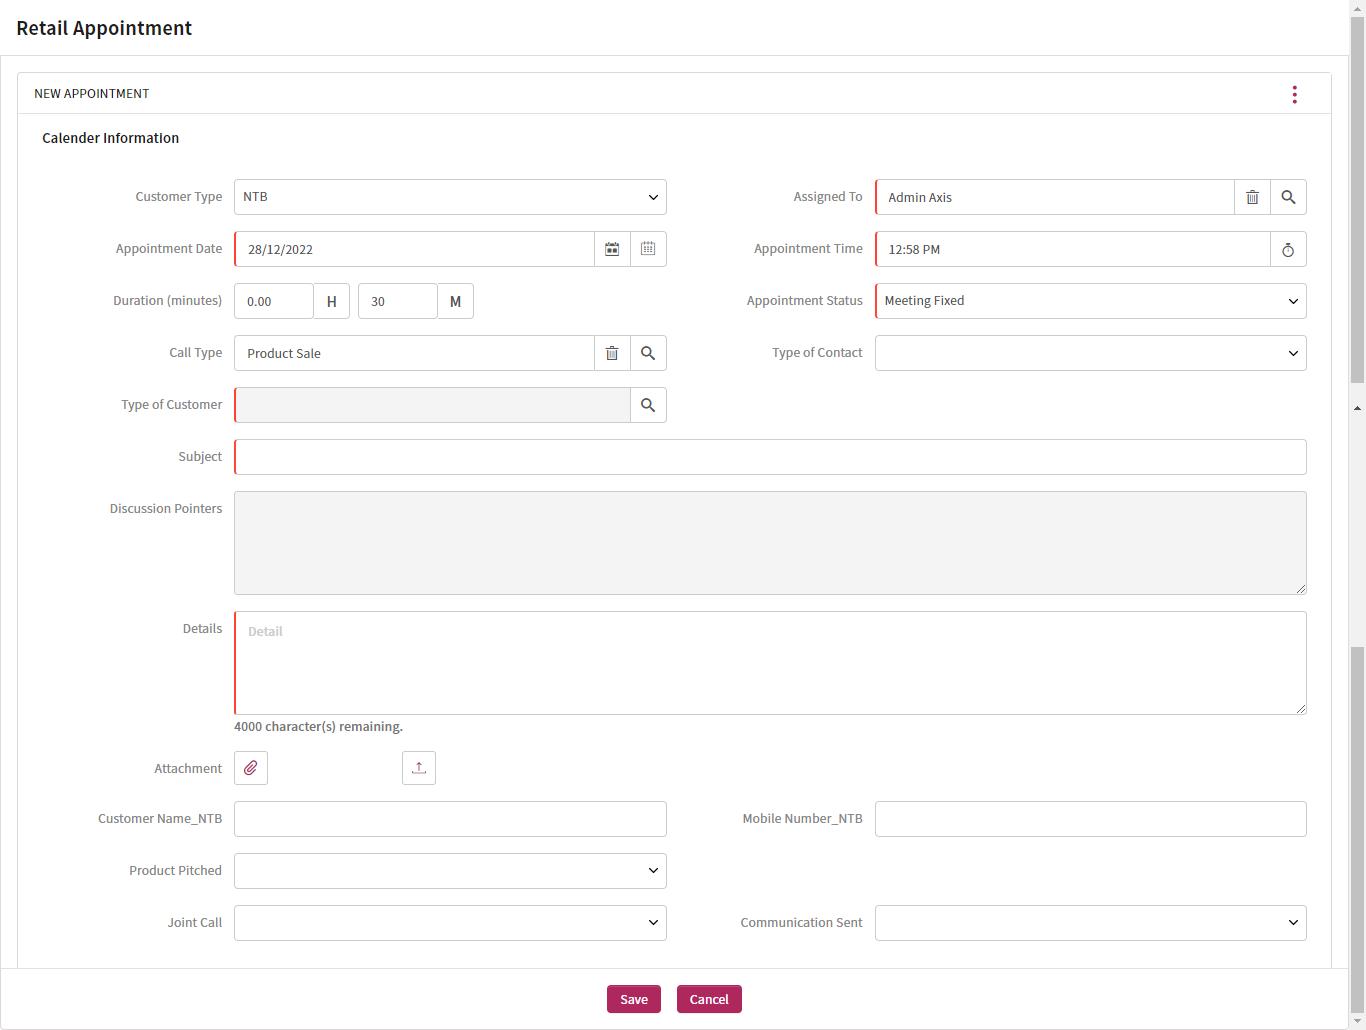 Retail Appointment
NEW APPOINTMENT
Calender Information
Customer Type NTB Assigned To Admin Axis
Appointment Date 28/12/2022 Appointment Time 12:58 PM
Duration (minutes) 0.00 H 30 M Appointment Status Meeting Fixed
Call Type Product Sale Type of Contact
Type of Customer
Subject
Discussion Pointers
Details Detail
4000 character(s) remaining.
Attachment
Customer Name_NTB Mobile Number_NTB
Product Pitched
Joint Call Communication Sent
Save Cancel